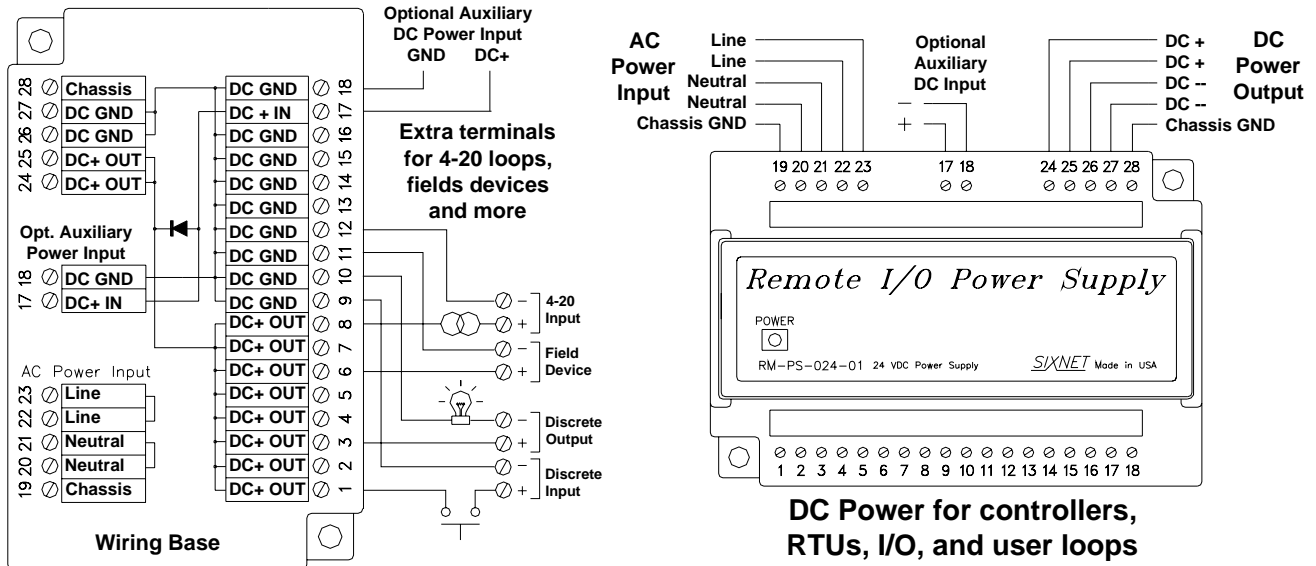 Optional Auxiliary
DC Power Input
GND DC+
28 Chassis
27 DC GND
26 DC GND
25 DC+ OUT
24 DC+ OUT
Opt. Auxiliary
Power Input
18 DC GND
17 DC+ IN
AC Power Input
23 Line
22 Line
21 Neutral
20 Neutral
19 Chassis
Wiring Base
DC GND 18
DC + IN 17
DC GND 16
DC GND 15
DC GND 14
DC GND 13
DC GND 12
DC GND 11
DC GND 10
DC GND 9
DC+ OUT 8
DC+ OUT 7
DC+ OUT 6
DC+ OUT 5
DC+ OUT 4
DC+ OUT 3
DC+ OUT 2
DC+ OUT 1
Extra terminals
for 4-20 loops,
fields devices
and more
- 4-20
+ Input
- Field
+ Device
- Discrete
+ Output
- Discrete
+ Input
AC
Power
Input
Line
Line
Neutral
Neutral
Chassis GND
Optional
Auxiliary
DC Input
-
+
DC +
DC +
DC --
DC --
Chassis GND
DC
Power
Output
19 20 21 22 23 17 18 24 25 26 27 28
Remote I/O Power Supply
POWER
RM-PS-024-01 24 VDC Power Supply SIXNET Made in USA
1 2 3 4 5 6 7 8 9 10 11 12 13 14 15 16 17 18
DC Power for controllers,
RTUs, I/O, and user loops